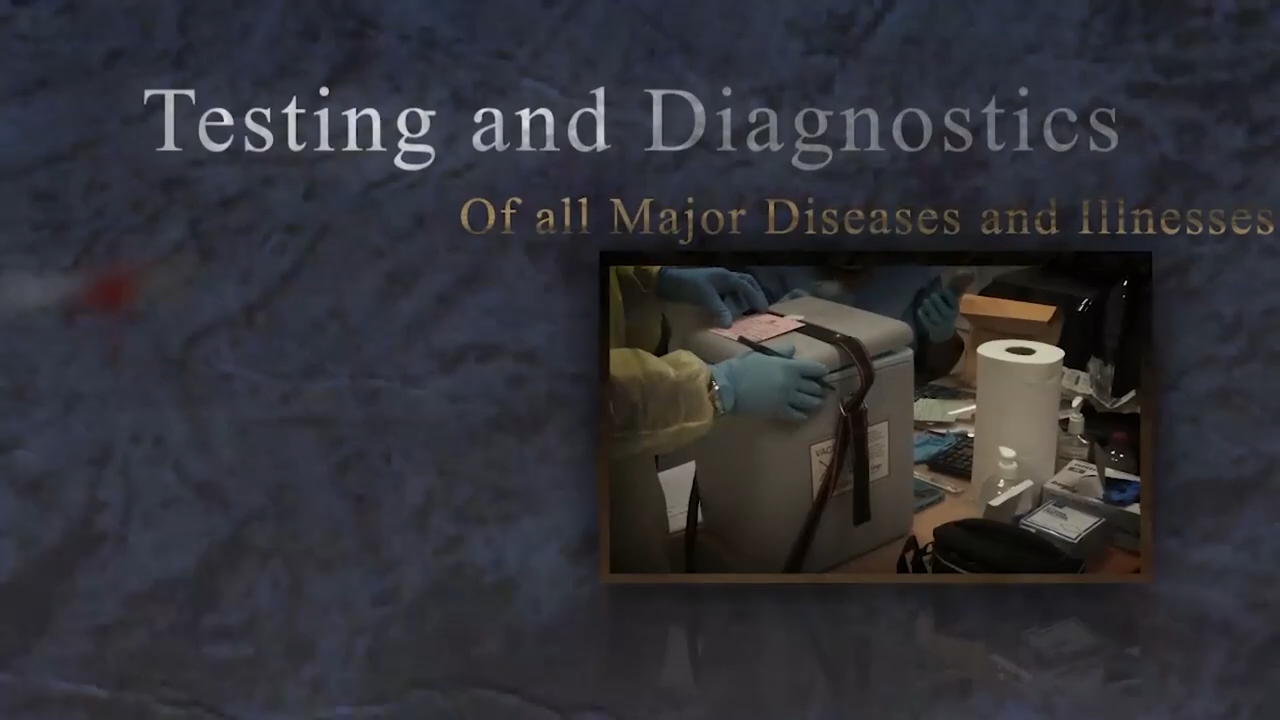 Testing and Diagnostics
Of all Major Diseases and Illnesses